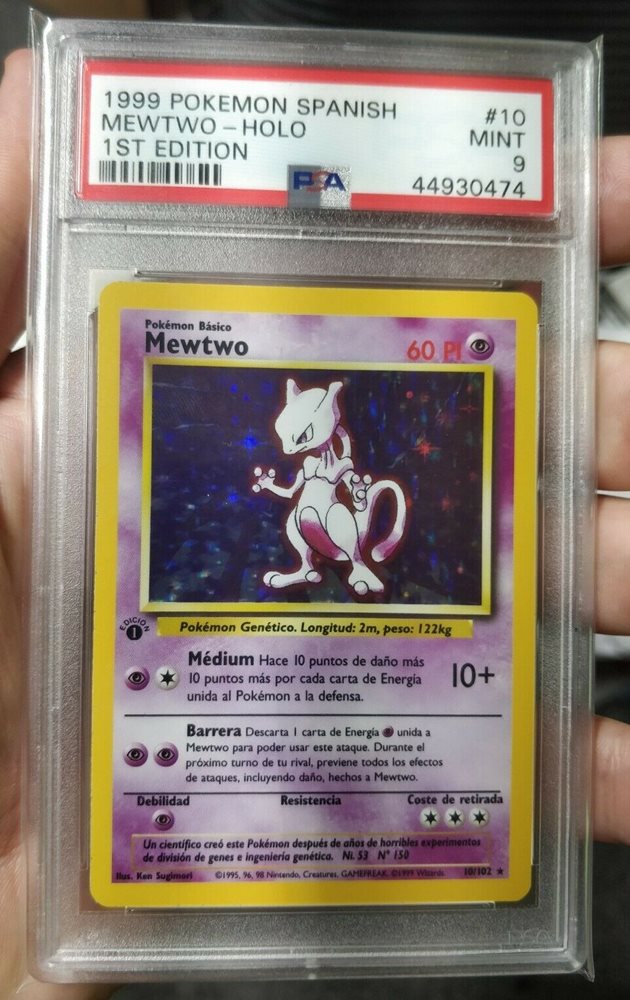 1999 POKEMON SPANISH #10
MEWTWO – HOLO MINT
1ST EDITION 9
PSA 44930474
Pokémon Básico
Mewtwo 60 PI
EDICIÓN
1
Pokémon Genético. Longitud: 2m, peso: 122kg
Médium Hace 10 puntos de daño más
10 puntos más por cada carta de Energía
unida al Pokémon a la defensa.
10+
Barrera Descarta 1 carta de Energía unida a
Mewtwo para poder usar este ataque. Durante el
próximo turno de tu rival, previene todos los efectos
de ataques, incluyendo daño, hechos a Mewtwo.
Debilidad Resistencia Coste de retirada
Un científico creó este Pokémon después de años de horribles experimentos
de división de genes e ingeniería genética. Ni. 53 N° 150
Ilus. Ken Sugimori ©1995, 96, 98 Nintendo, Creatures, GAMEFREAK. ©1999 Wizards. 10/102 ★
PSA